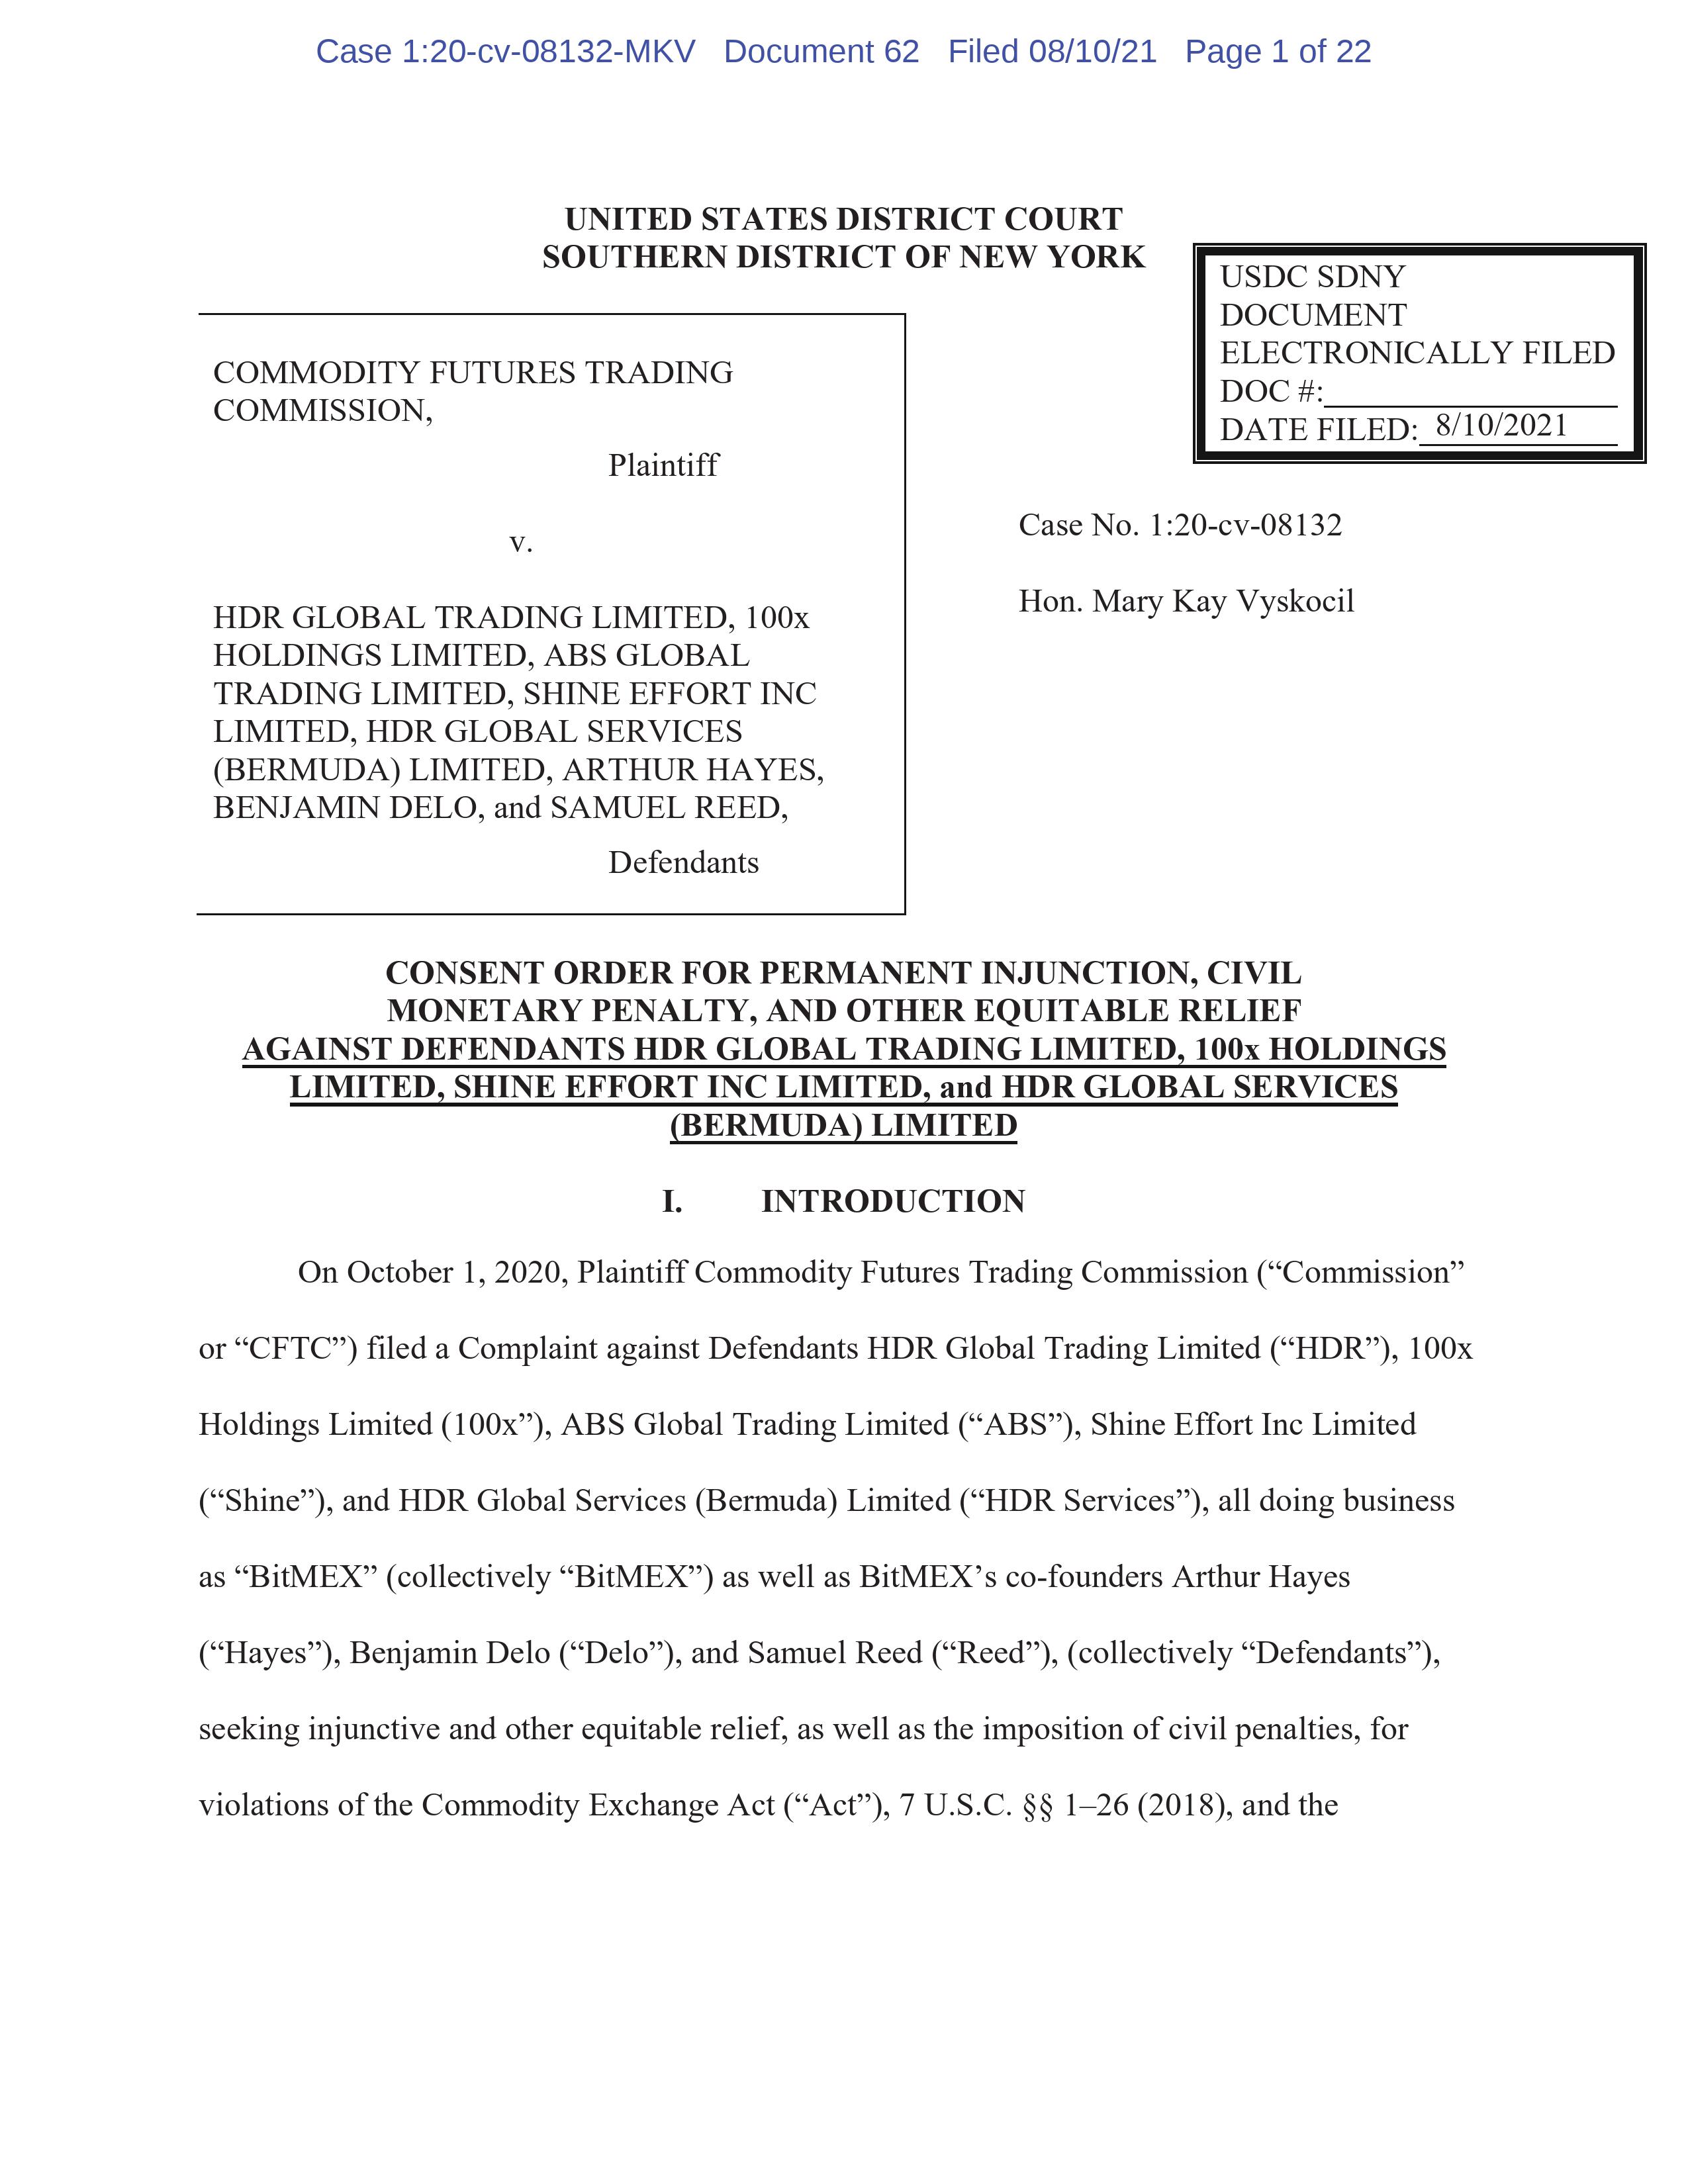 Case 1:20-cv-08132-MKV Document 62 Filed 08/10/21 Page 1 of 22
UNITED STATES DISTRICT COURT
SOUTHERN DISTRICT OF NEW YORK
USDC SDNY
DOCUMENT
ELECTRONICALLY FILED
DOC #:
DATE FILED: 8/10/2021
COMMODITY FUTURES TRADING
COMMISSION,
Plaintiff
v.
HDR GLOBAL TRADING LIMITED, 100x
HOLDINGS LIMITED, ABS GLOBAL
TRADING LIMITED, SHINE EFFORT INC
LIMITED, HDR GLOBAL SERVICES
(BERMUDA) LIMITED, ARTHUR HAYES,
BENJAMIN DELO, and SAMUEL REED,
Defendants
Case No. 1:20-cv-08132
Hon. Mary Kay Vyskocil
CONSENT ORDER FOR PERMANENT INJUNCTION, CIVIL
MONETARY PENALTY, AND OTHER EQUITABLE RELIEF
AGAINST DEFENDANTS HDR GLOBAL TRADING LIMITED, 100x HOLDINGS
LIMITED, SHINE EFFORT INC LIMITED, and HDR GLOBAL SERVICES
(BERMUDA) LIMITED
I. INTRODUCTION
On October 1, 2020, Plaintiff Commodity Futures Trading Commission (“Commission”
or “CFTC”) filed a Complaint against Defendants HDR Global Trading Limited (“HDR”), 100x
Holdings Limited (100x”), ABS Global Trading Limited (“ABS”), Shine Effort Inc Limited
(“Shine”), and HDR Global Services (Bermuda) Limited (“HDR Services”), all doing business
as “BitMEX” (collectively “BitMEX”) as well as BitMEX’s co-founders Arthur Hayes
(“Hayes”), Benjamin Delo (“Delo”), and Samuel Reed (“Reed”), (collectively “Defendants”),
seeking injunctive and other equitable relief, as well as the imposition of civil penalties, for
violations of the Commodity Exchange Act (“Act”), 7 U.S.C. §§ 1–26 (2018), and the